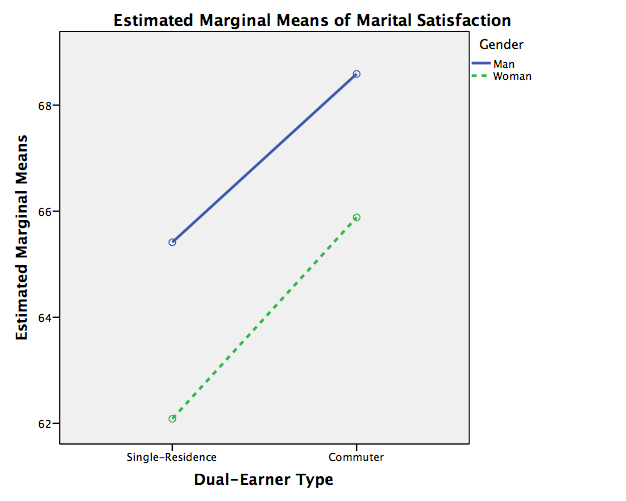 Estimated Marginal Means of Marital Satisfaction
Gender
Man
Woman
Estimated Marginal Means
68
66
64
62
Single-Residence
Commuter
Dual-Earner Type